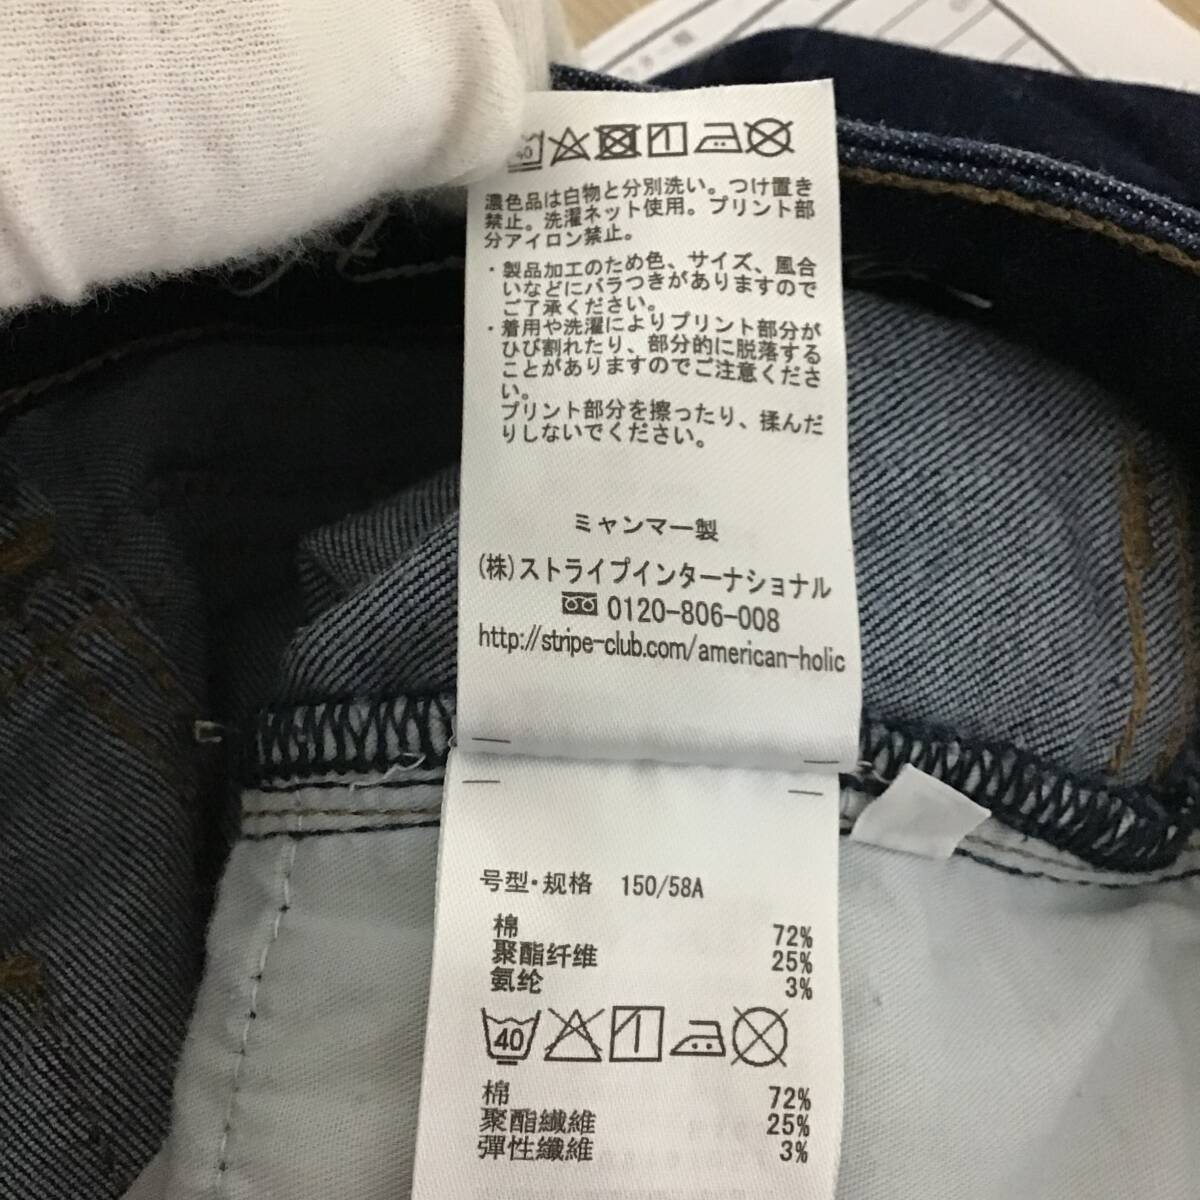 40
濃色品は白物と分別洗い。つけ置き
禁止。洗濯ネット使用。プリント部
分アイロン禁止。
・製品加工のため色、サイズ、風合
いなどにバラつきがありますので
ご了承ください。
・着用や洗濯によりプリント部分が
ひび割れたり、部分的に脱落する
ことがありますのでご注意くださ
い。
プリント部分を擦ったり、揉んだ
りしないでください。
ミャンマー製
(株)ストライプインターナショナル
0120-806-008
http://stripe-club.com/american-holic
号型・规格 150/58A
棉 72%
聚酯纤维 25%
氨纶 3%
40
棉 72%
聚酯纖維 25%
彈性纖維 3%